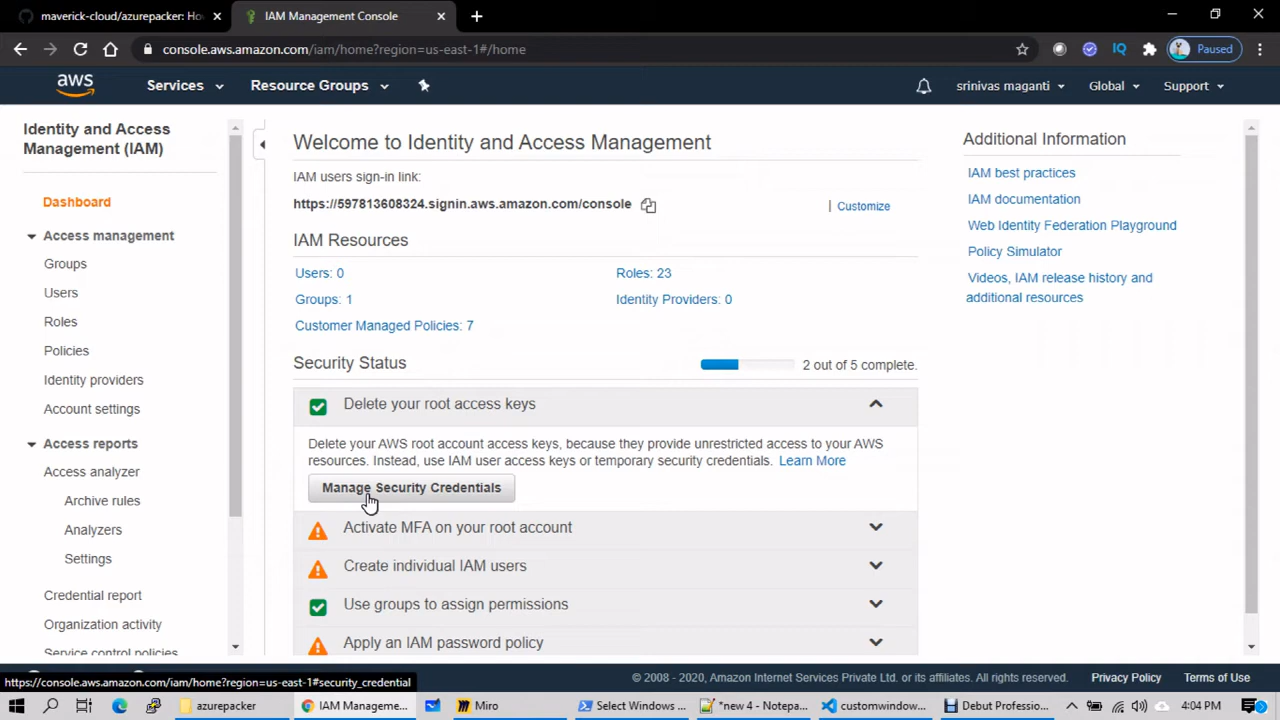 maverick-cloud/azurepacker: Ho
IAM Management Console
console.aws.amazon.com/iam/home?region=us-east-1#/home
IQ
Paused
aws
Services
Resource Groups
srinivas maganti
Global
Support
Identity and Access
Management (IAM)
Dashboard
Access management
Groups
Users
Roles
Policies
Identity providers
Account settings
Access reports
Access analyzer
Archive rules
Analyzers
Settings
Credential report
Organization activity
Service control policies
Welcome to Identity and Access Management
IAM users sign-in link:
https://597813608324.signin.aws.amazon.com/console
| Customize
IAM Resources
Users: 0
Roles: 23
Groups: 1
Identity Providers: 0
Customer Managed Policies: 7
Security Status
2 out of 5 complete.
Delete your root access keys
Delete your AWS root account access keys, because they provide unrestricted access to your AWS
resources. Instead, use IAM user access keys or temporary security credentials. Learn More
Manage Security Credentials
Activate MFA on your root account
Create individual IAM users
Use groups to assign permissions
Apply an IAM password policy
Additional Information
IAM best practices
IAM documentation
Web Identity Federation Playground
Policy Simulator
Videos, IAM release history and
additional resources
https://console.aws.amazon.com/iam/home?region=us-east-1#security_credential
© 2008 - 2020, Amazon Internet Services Private Ltd. or its affiliates. All rights reserved.
Privacy Policy
Terms of Use
azurepacker
IAM Manageme...
Miro
Select Windows ...
*new 4 - Notepa...
customwindow...
Debut Professio...
4:04 PM